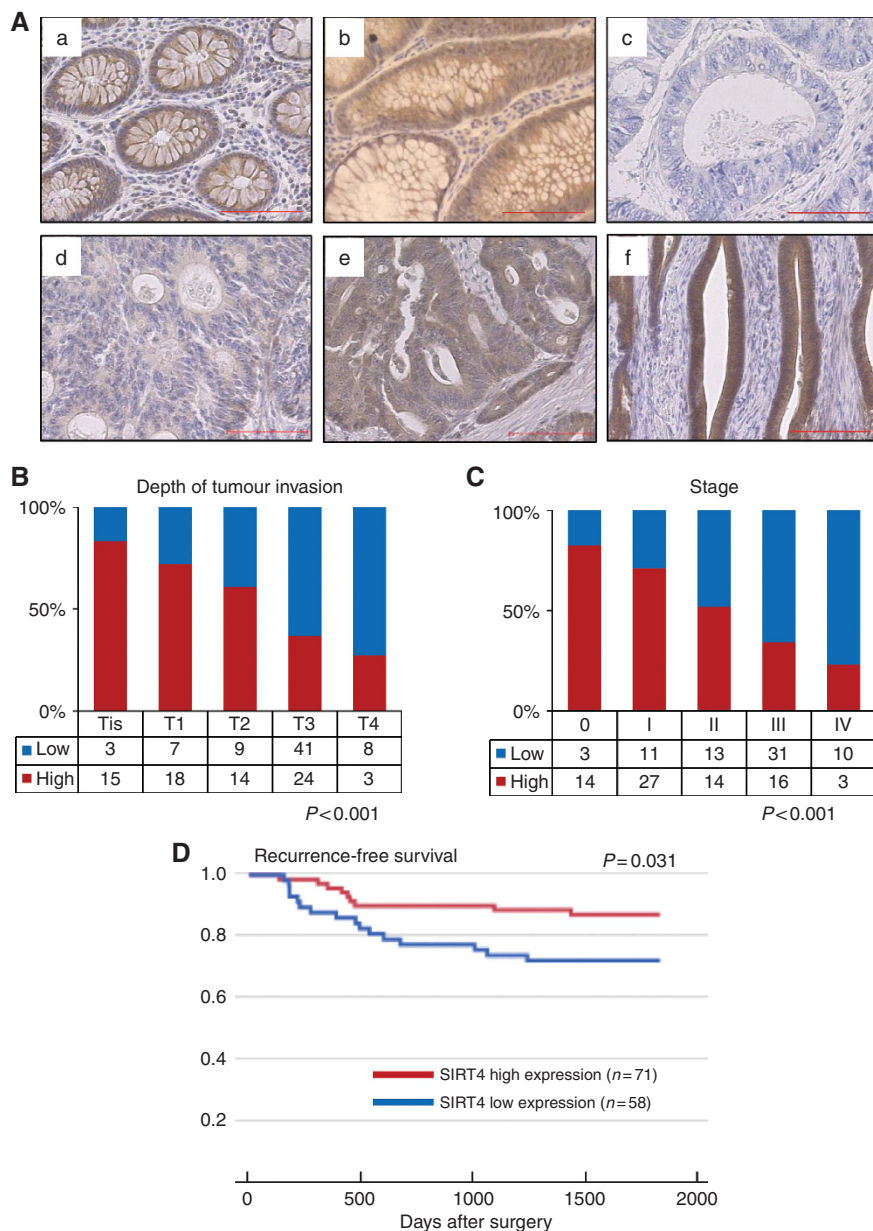 A
a
b
c
d
e
f
B
Depth of tumour invasion
100%
50%
0%
Tis T1 T2 T3 T4
Low 3 7 9 41 8
High 15 18 14 24 3
P<0.001
C
Stage
100%
50%
0%
0 I II III IV
Low 3 11 13 31 10
High 14 27 14 16 3
P<0.001
D
Recurrence-free survival
P=0.031
1.0
0.8
0.6
0.4
0.2
SIRT4 high expression (n=71)
SIRT4 low expression (n=58)
0 500 1000 1500 2000
Days after surgery